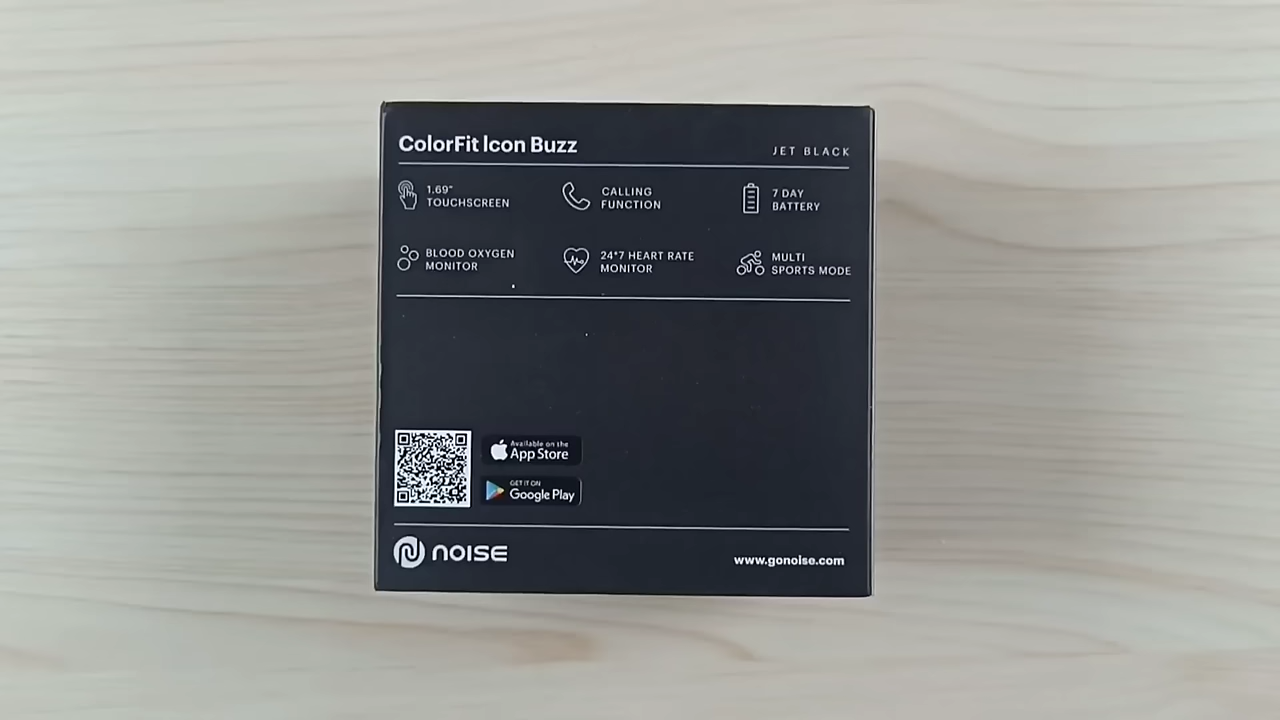 ColorFit Icon Buzz
JET BLACK
1.69"
TOUCHSCREEN
CALLING
FUNCTION
7 DAY
BATTERY
BLOOD OXYGEN
MONITOR
24*7 HEART RATE
MONITOR
MULTI
SPORTS MODE
Available on the
App Store
GET IT ON
Google Play
NOISE
www.gonoise.com